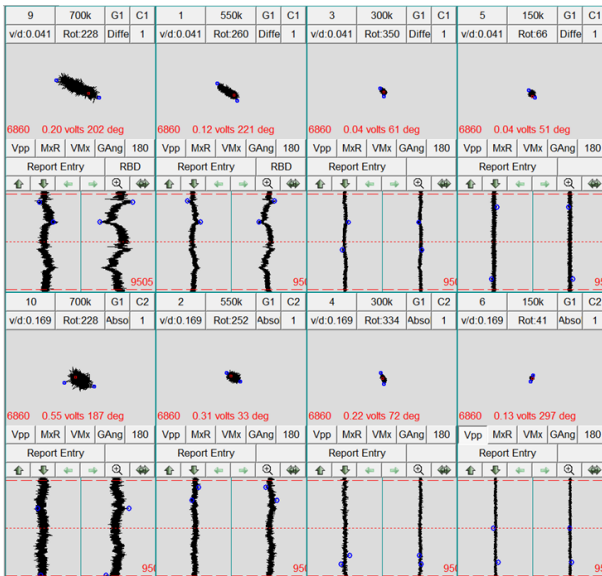 9 700k G1 C1 1 550k G1 C1 3 300k G1 C1 5 150k G1 C1
v/d:0.041 Rot:228 Diffe 1 v/d:0.041 Rot:260 Diffe 1 v/d:0.041 Rot:350 Diffe 1 v/d:0.041 Rot:66 Diffe 1
6860 0.20 volts 202 deg 6860 0.12 volts 221 deg 6860 0.04 volts 61 deg 6860 0.04 volts 51 deg
Vpp MxR VMx GAng 180 Vpp MxR VMx GAng 180 Vpp MxR VMx GAng 180 Vpp MxR VMx GAng 180
Report Entry RBD Report Entry RBD Report Entry Report Entry
9505 950 950 950
10 700k G1 C2 2 550k G1 C2 4 300k G1 C2 6 150k G1 C2
v/d:0.169 Rot:228 Abso 1 v/d:0.169 Rot:252 Abso 1 v/d:0.169 Rot:334 Abso 1 v/d:0.169 Rot:41 Abso 1
6860 0.55 volts 187 deg 6860 0.31 volts 33 deg 6860 0.22 volts 72 deg 6860 0.13 volts 297 deg
Vpp MxR VMx GAng 180 Vpp MxR VMx GAng 180 Vpp MxR VMx GAng 180 Vpp MxR VMx GAng 180
Report Entry Report Entry Report Entry Report Entry
950 950 950 950